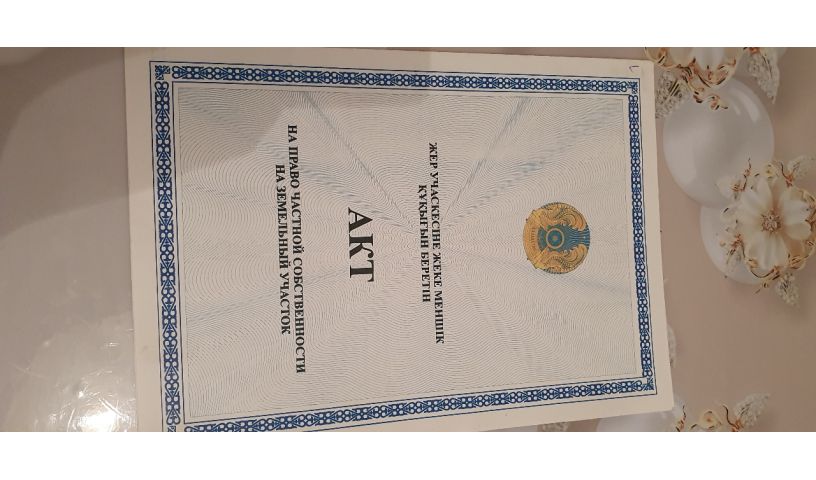 ЖЕР УЧАСКЕСІНЕ ЖЕКЕ МЕНШІК
ҚҰҚЫҒЫН БЕРЕТІН
АКТ
НА ПРАВО ЧАСТНОЙ СОБСТВЕННОСТИ
НА ЗЕМЕЛЬНЫЙ УЧАСТОК